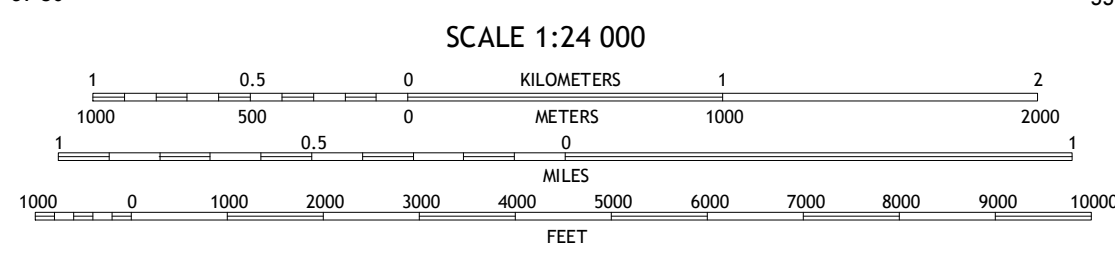 SCALE 1:24 000
1 0.5 0 KILOMETERS 1 2
1000 500 0 METERS 1000 2000
1 0.5 0 1
MILES
1000 0 1000 2000 3000 4000 5000 6000 7000 8000 9000 10000
FEET